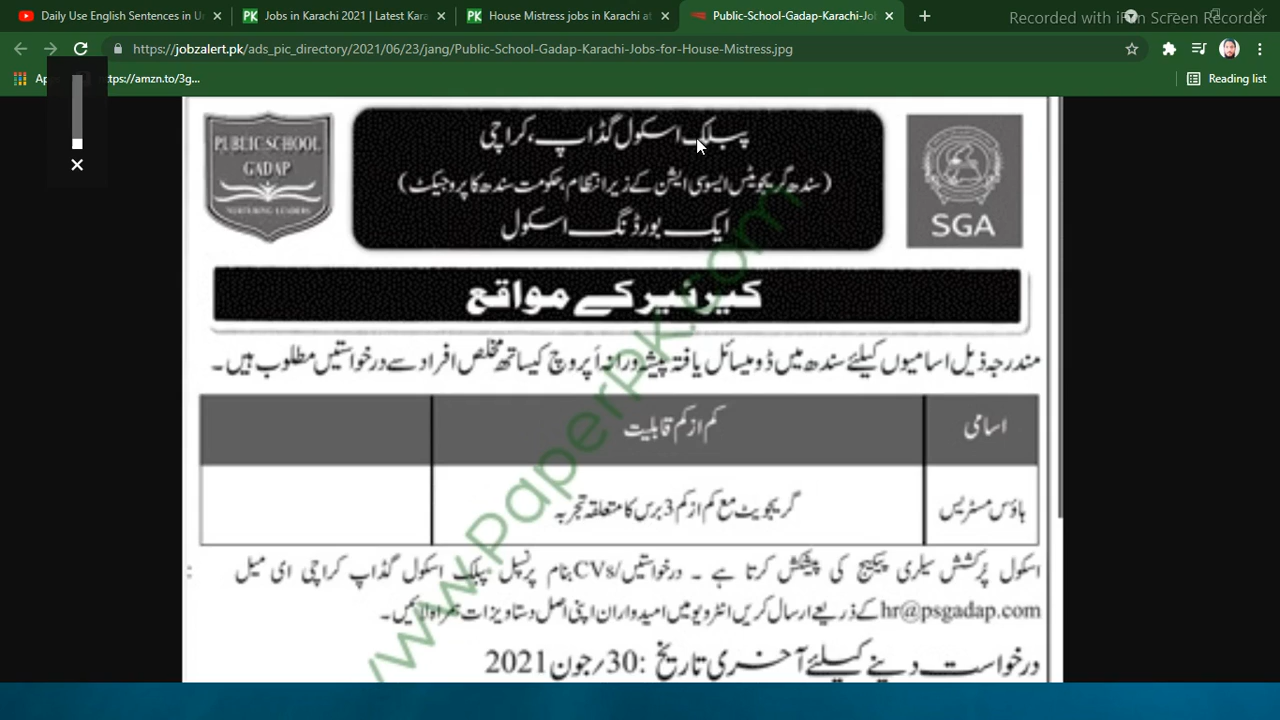 Daily Use English Sentences in U
Jobs in Karachi 2021 | Latest Kara
House Mistress jobs in Karachi at
Public-School-Gadap-Karachi-Jo
Recorded with iFun Screen Recorder
https://jobzalert.pk/ads_pic_directory/2021/06/23/jang/Public-School-Gadap-Karachi-Jobs-for-House-Mistress.jpg
Ap
ttps://amzn.to/3g...
Reading list
PUBLIC SCHOOL
GADAP
NURTURING LEADERS
پبلک اسکول گڈاپ، کراچی
(سندھ گریجویٹس ایسوسی ایشن کے زیر انتظام، حکومت سندھ کا پروجیکٹ)
ایک بورڈنگ اسکول
SGA
کیرئیر کے مواقع
مندرجہ ذیل اسامیوں کیلئے سندھ میں ڈومیسائل یافتہ پیشہ ورانہ اَپروچ کیساتھ مخلص افراد سے درخواستیں مطلوب ہیں۔
اسامی
کم از کم قابلیت
ہاؤس مسٹریس
گریجویٹ مع کم از کم 3 برس کا متعلقہ تجربہ
اسکول پُرکشش سیلری پیکیج کی پیشکش کرتا ہے ۔ درخواستیں/CVs بنام پرنسپل پبلک اسکول گڈاپ کراچی ای میل :
hr@psgadap.com کے ذریعے ارسال کریں انٹرویو میں امیدواران اپنی اصل دستاویزات ہمراہ لائیں۔
درخواست دینے کیلئے آخری تاریخ :30/جون 2021
www.PaperPK.com